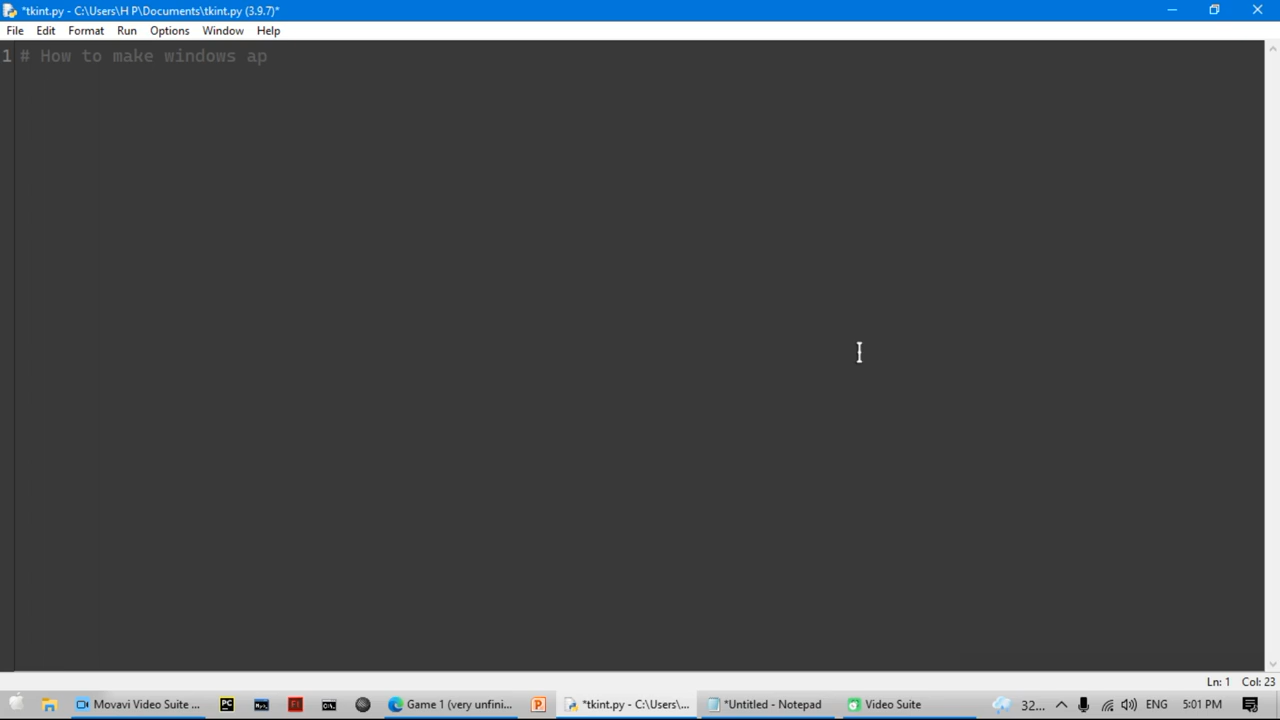 *tkint.py - C:\Users\H P\Documents\tkint.py (3.9.7)*
File Edit Format Run Options Window Help
1 # How to make windows ap
Ln: 1 Col: 23
Movavi Video Suite ... PC Fl C:\. Game 1 (very unfini... P *tkint.py - C:\Users\... *Untitled - Notepad Video Suite 32... ENG 5:01 PM